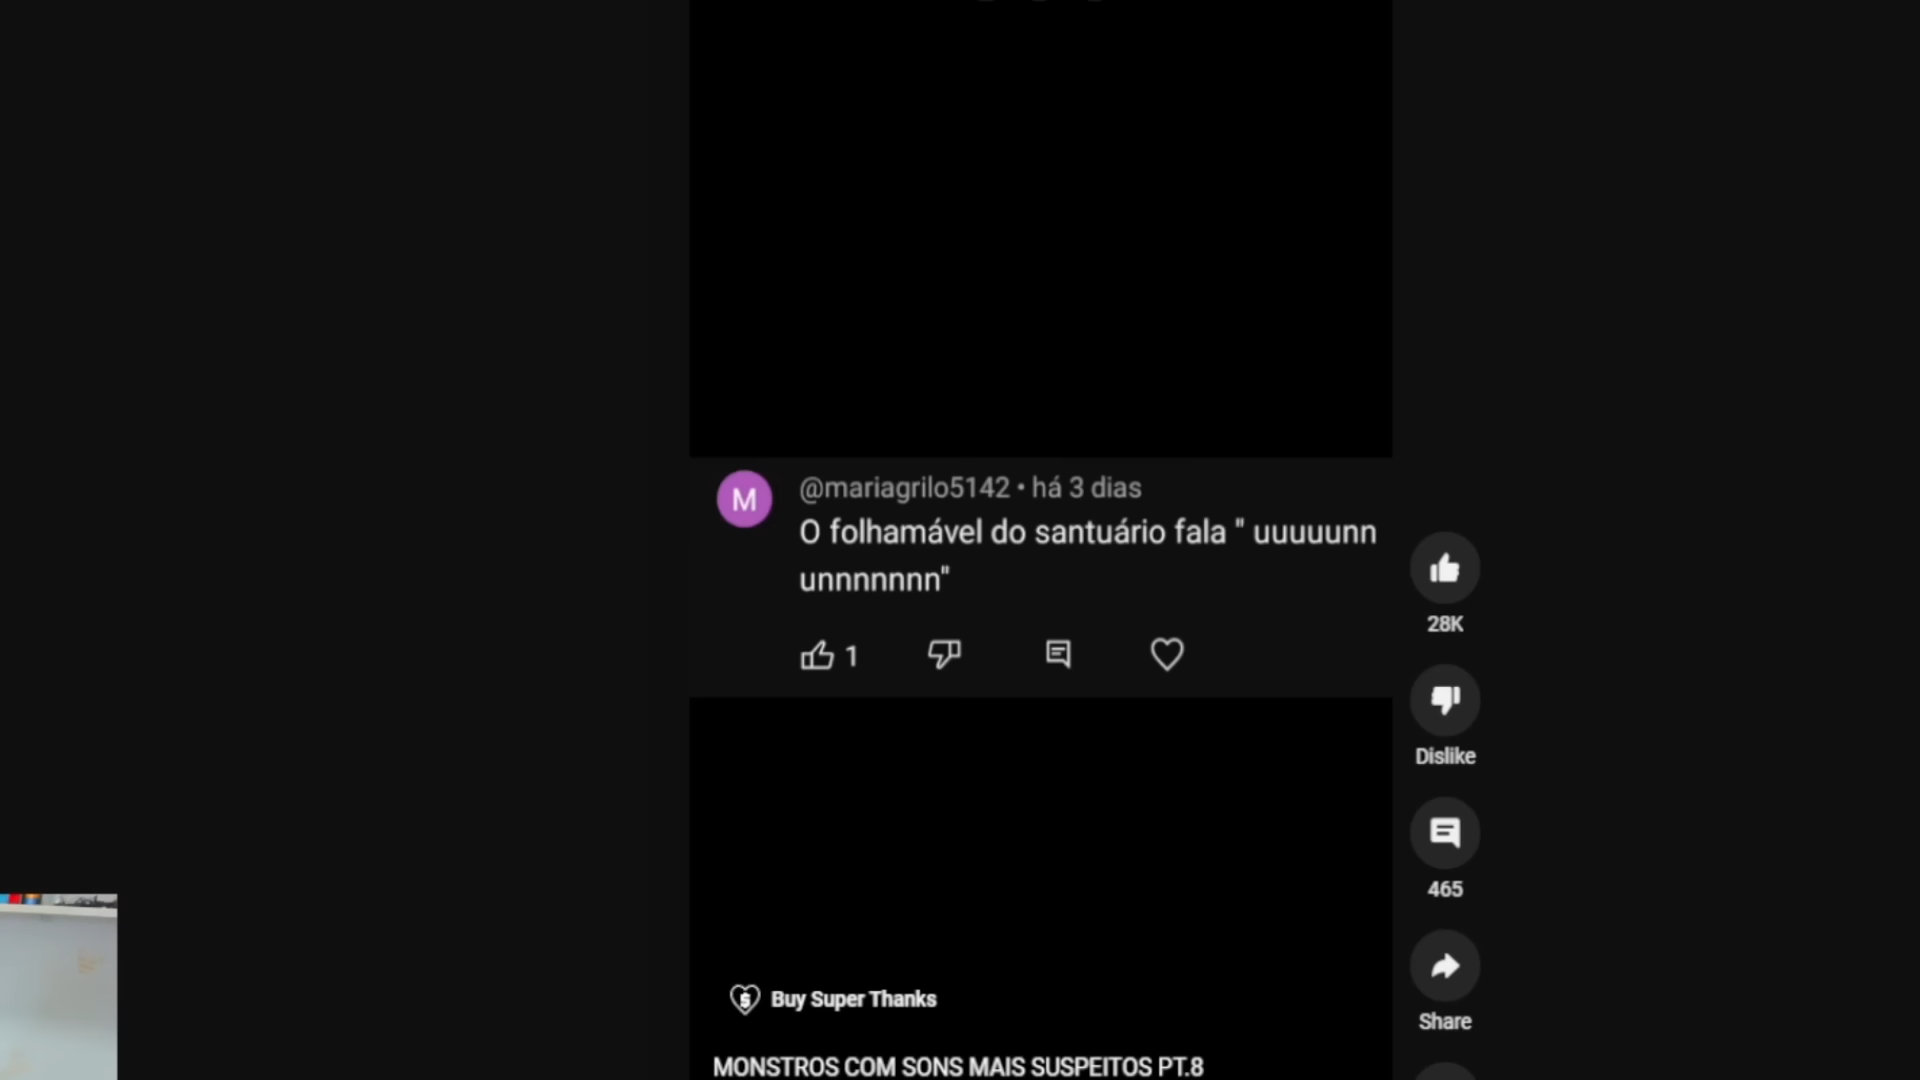 M
@mariagrilo5142 • há 3 dias
O folhamável do santuário fala " uuuuunn
unnnnnnn"
1
28K
Dislike
465
Share
Buy Super Thanks
MONSTROS COM SONS MAIS SUSPEITOS PT.8